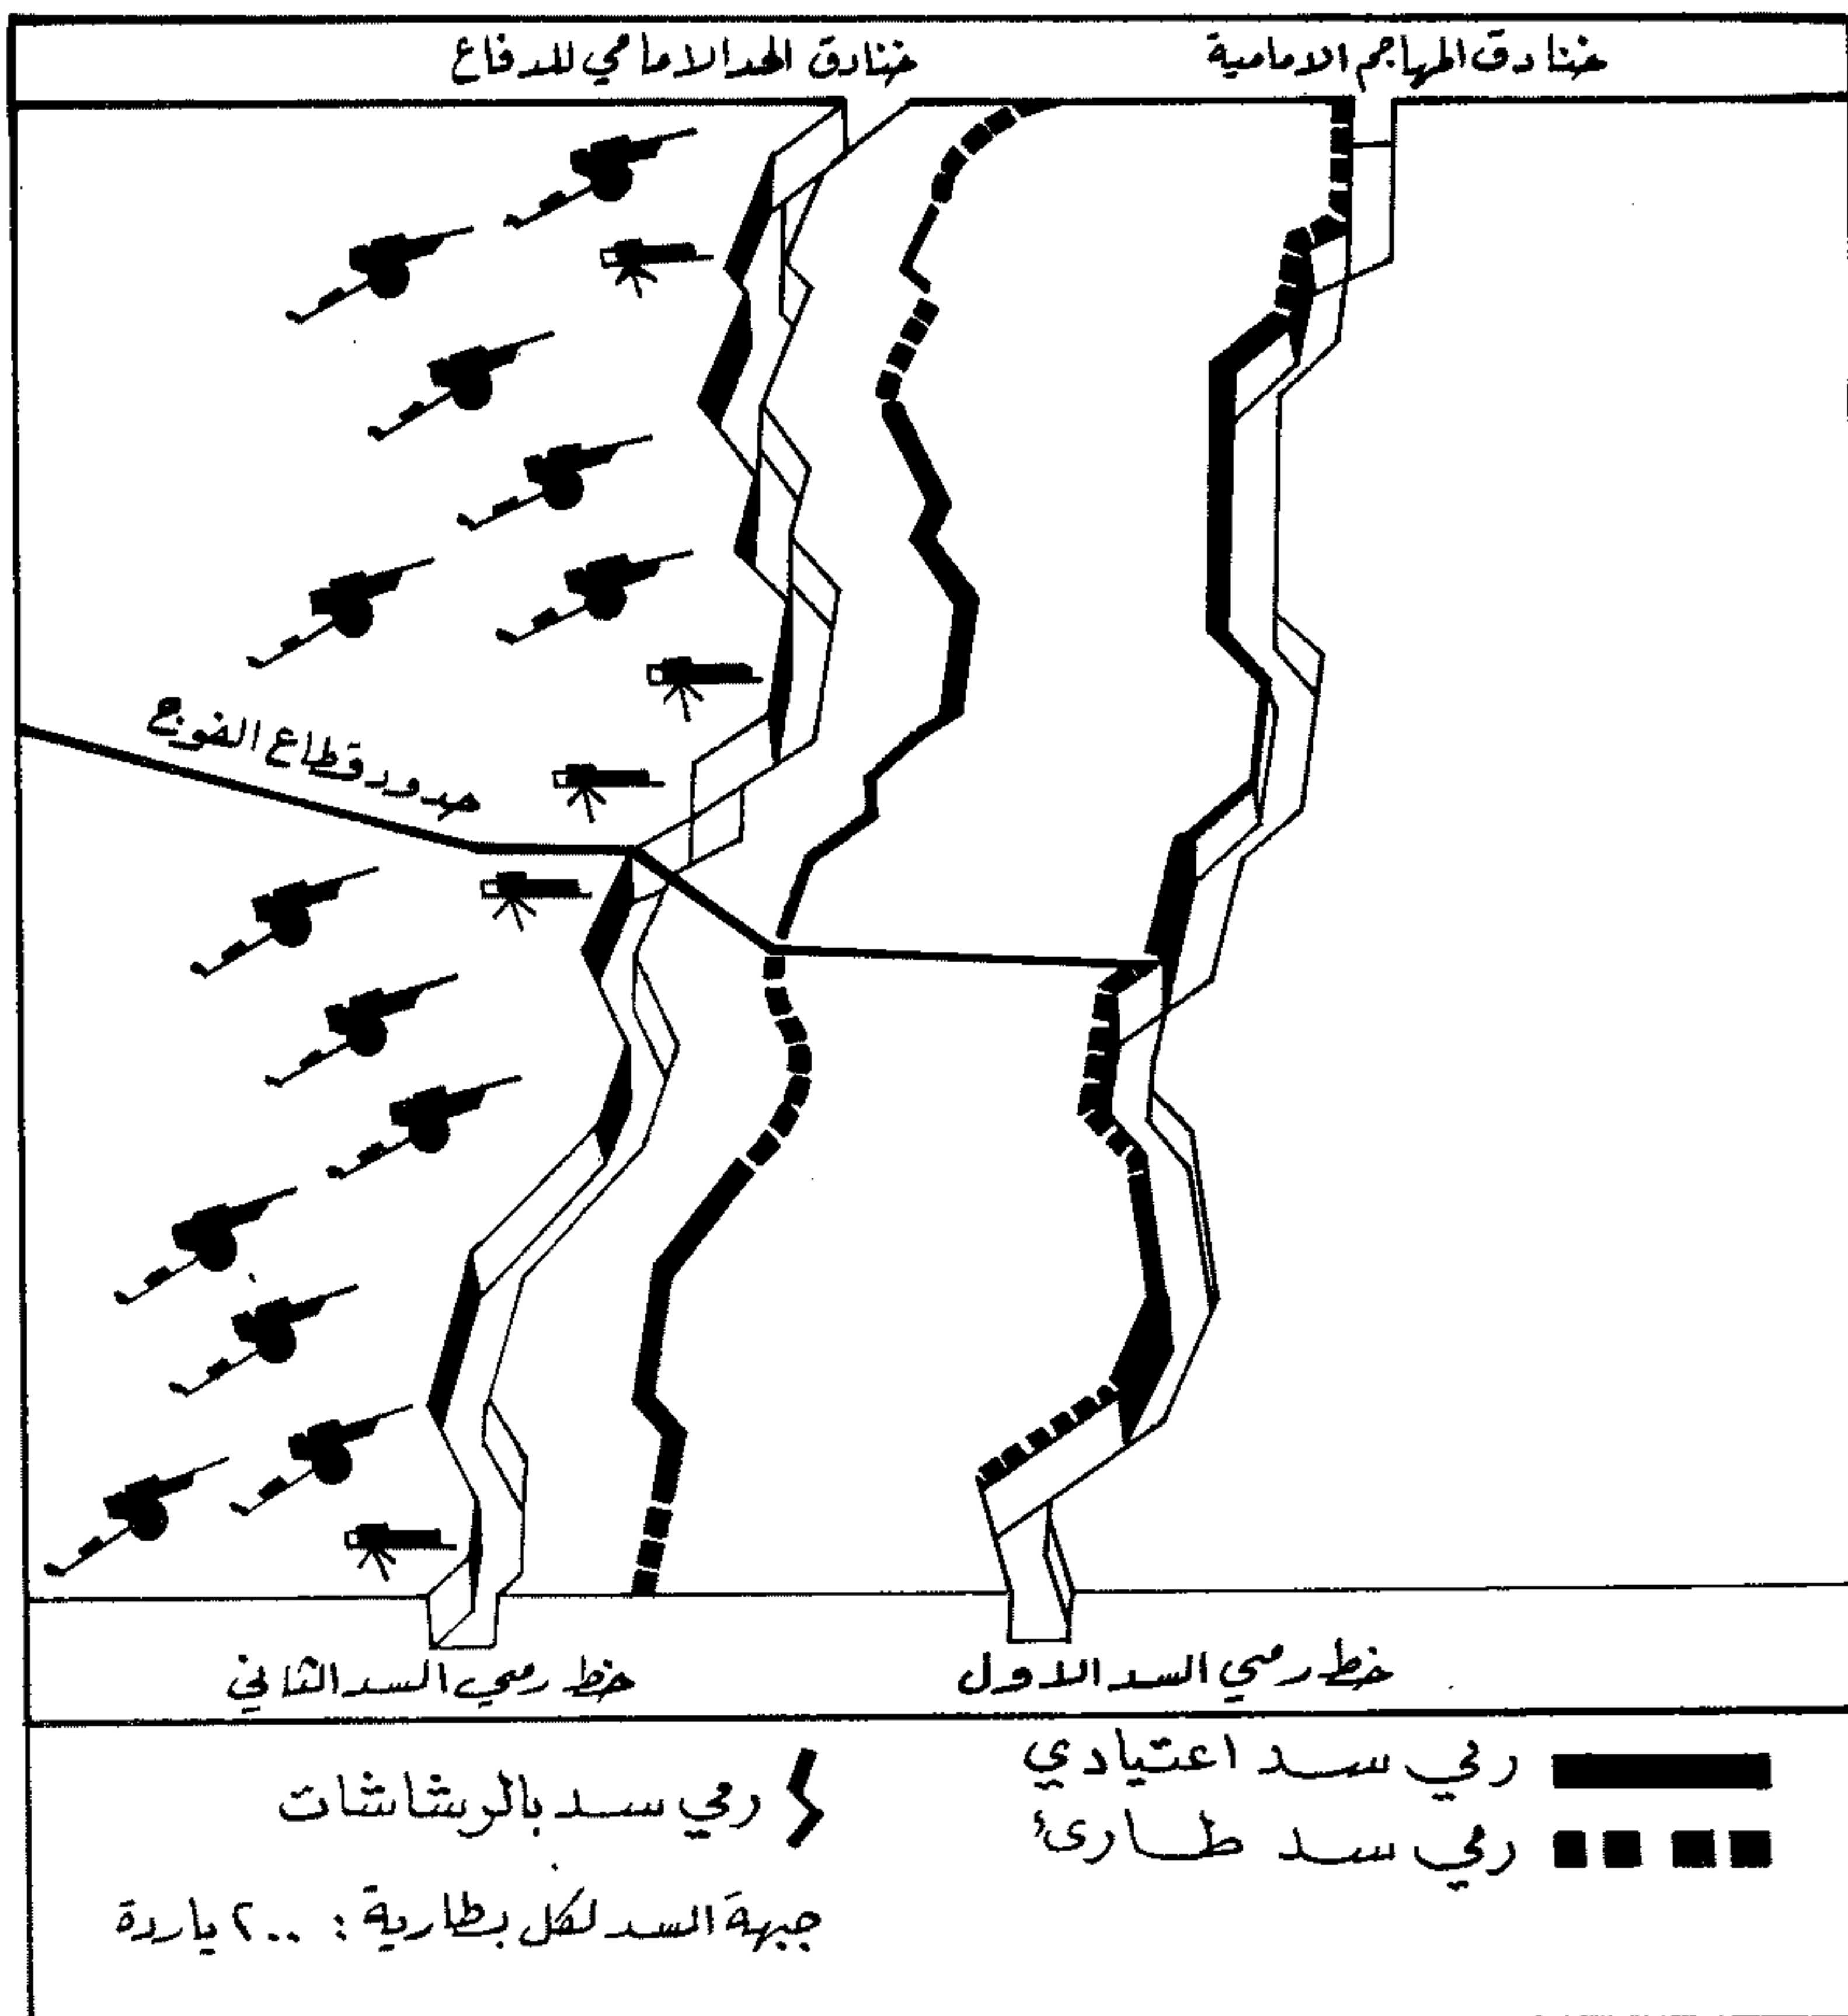 خنادق المهاجم الامامية
خنادق الحد الامامي للدفاع
حدود قطاع الفوج
خط رمي السد الاول
خط رمي السد الثاني
رمي سد اعتيادي
رمي سد طارئ
رمي سد بالرشاشات
جبهة السد لكل بطارية : ٢٠٠ ياردة